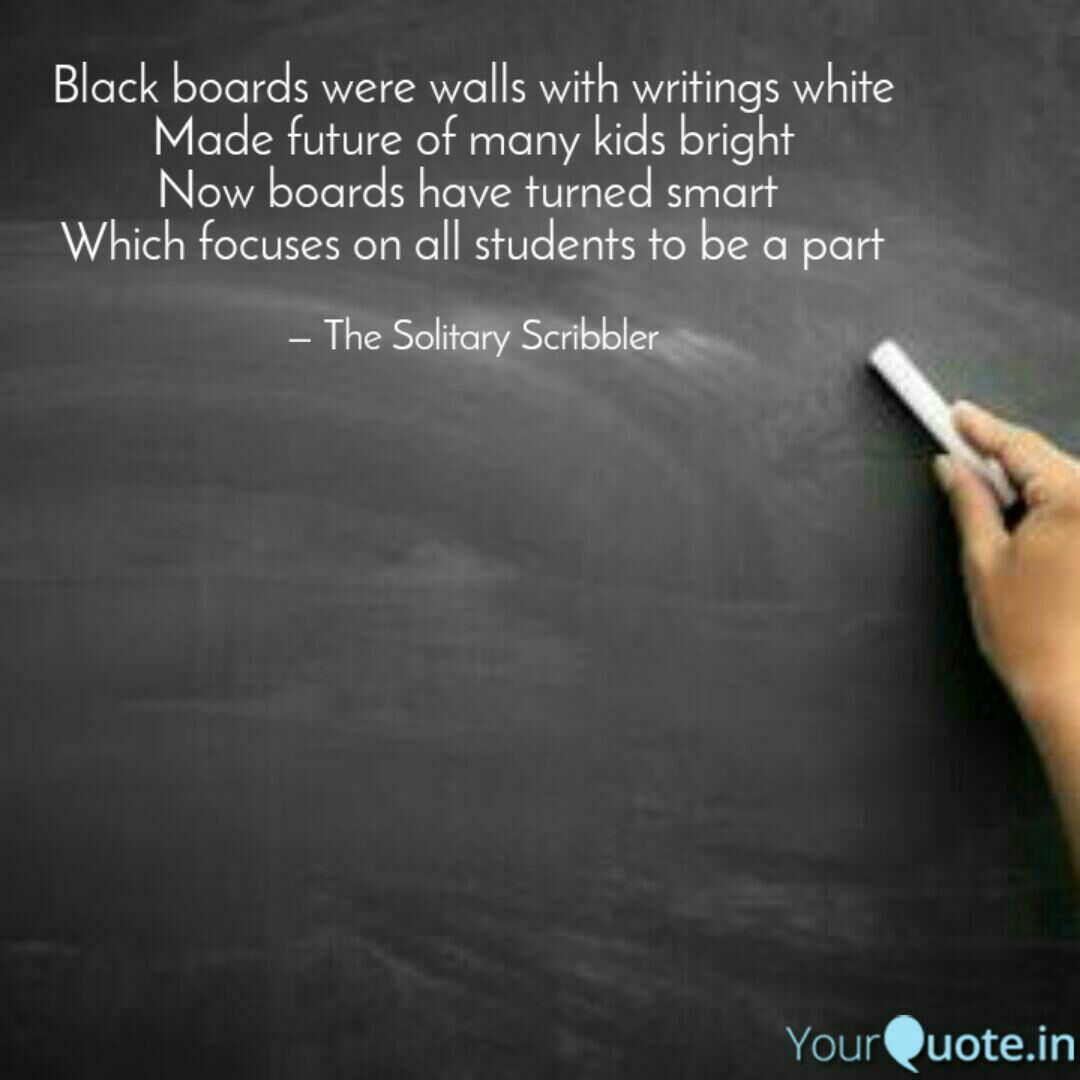 Black boards were walls with writings white
Made future of many kids bright
Now boards have turned smart
Which focuses on all students to be a part
– The Solitary Scribbler
YourQuote.in